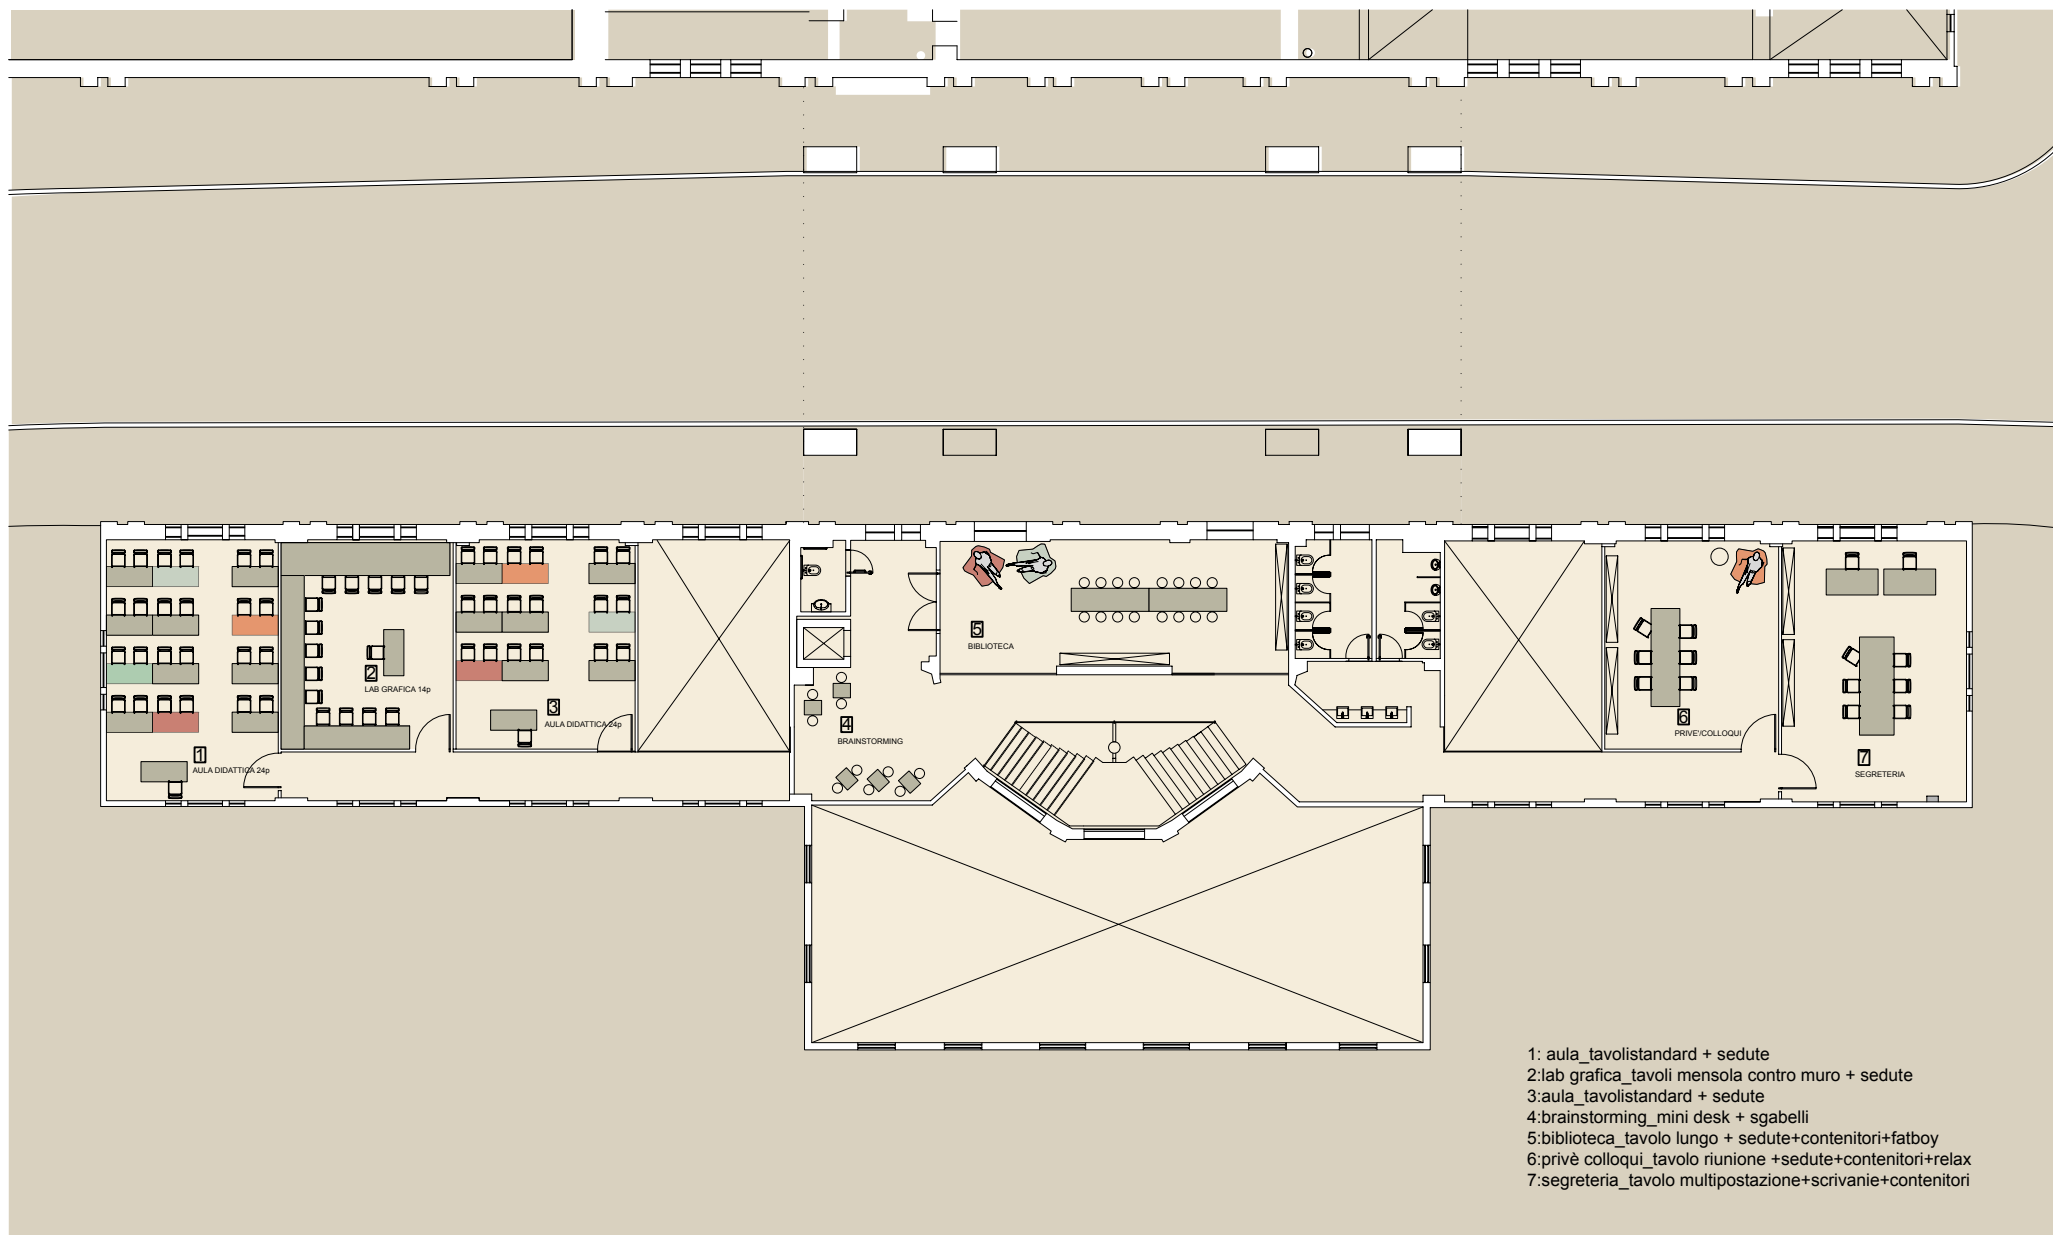 5
BIBLIOTECA
2
LAB GRAFICA 14p
3
AULA DIDATTICA 24p
4
BRAINSTORMING
6
PRIVE'/COLLOQUI
1
AULA DIDATTICA 24p
7
SEGRETERIA
1: aula_tavolistandard + sedute
2:lab grafica_tavoli mensola contro muro + sedute
3:aula_tavolistandard + sedute
4:brainstorming_mini desk + sgabelli
5:biblioteca_tavolo lungo + sedute+contenitori+fatboy
6:privè colloqui_tavolo riunione +sedute+contenitori+relax
7:segreteria_tavolo multipostazione+scrivanie+contenitori